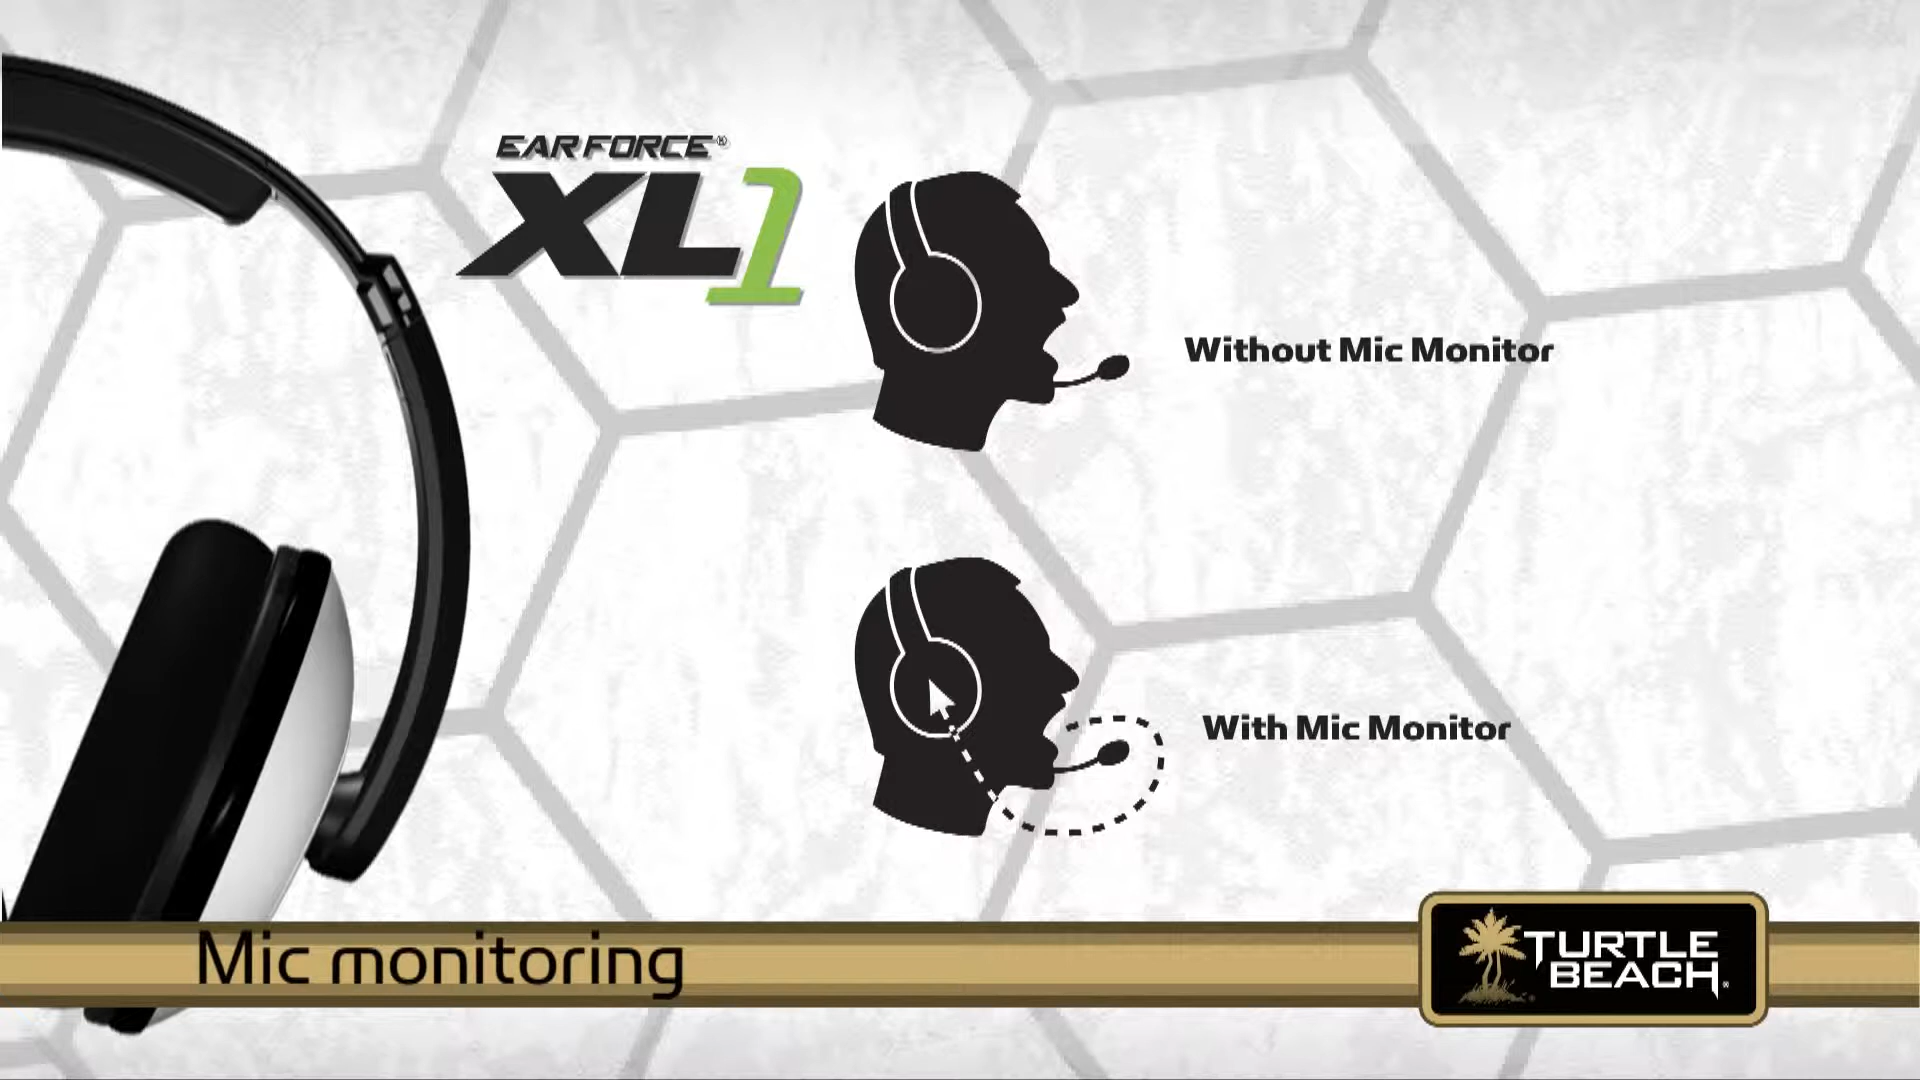 EAR FORCE®
XL1
Without Mic Monitor
With Mic Monitor
Mic monitoring
TURTLE
BEACH®